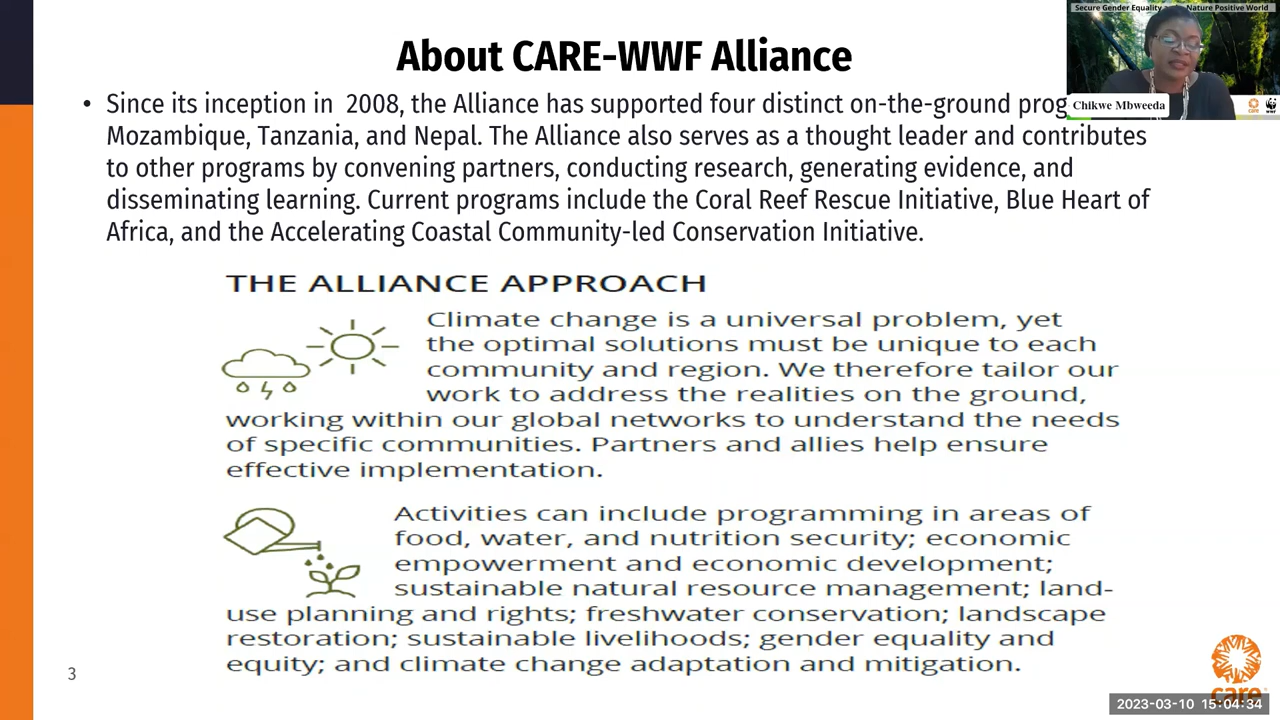 About CARE-WWF Alliance
Secure Gender Equality Nature Positive World
Chikwe Mbweeda
• Since its inception in 2008, the Alliance has supported four distinct on-the-ground
Mozambique, Tanzania, and Nepal. The Alliance also serves as a thought leader and contributes
to other programs by convening partners, conducting research, generating evidence, and
disseminating learning. Current programs include the Coral Reef Rescue Initiative, Blue Heart of
Africa, and the Accelerating Coastal Community-led Conservation Initiative.
THE ALLIANCE APPROACH
Climate change is a universal problem, yet
the optimal solutions must be unique to each
community and region. We therefore tailor our
work to address the realities on the ground,
working within our global networks to understand the needs
of specific communities. Partners and allies help ensure
effective implementation.
Activities can include programming in areas of
food, water, and nutrition security; economic
empowerment and economic development;
sustainable natural resource management; land-
use planning and rights; freshwater conservation; landscape
restoration; sustainable livelihoods; gender equality and
equity; and climate change adaptation and mitigation.
3
care
2023-03-10 15:04:34